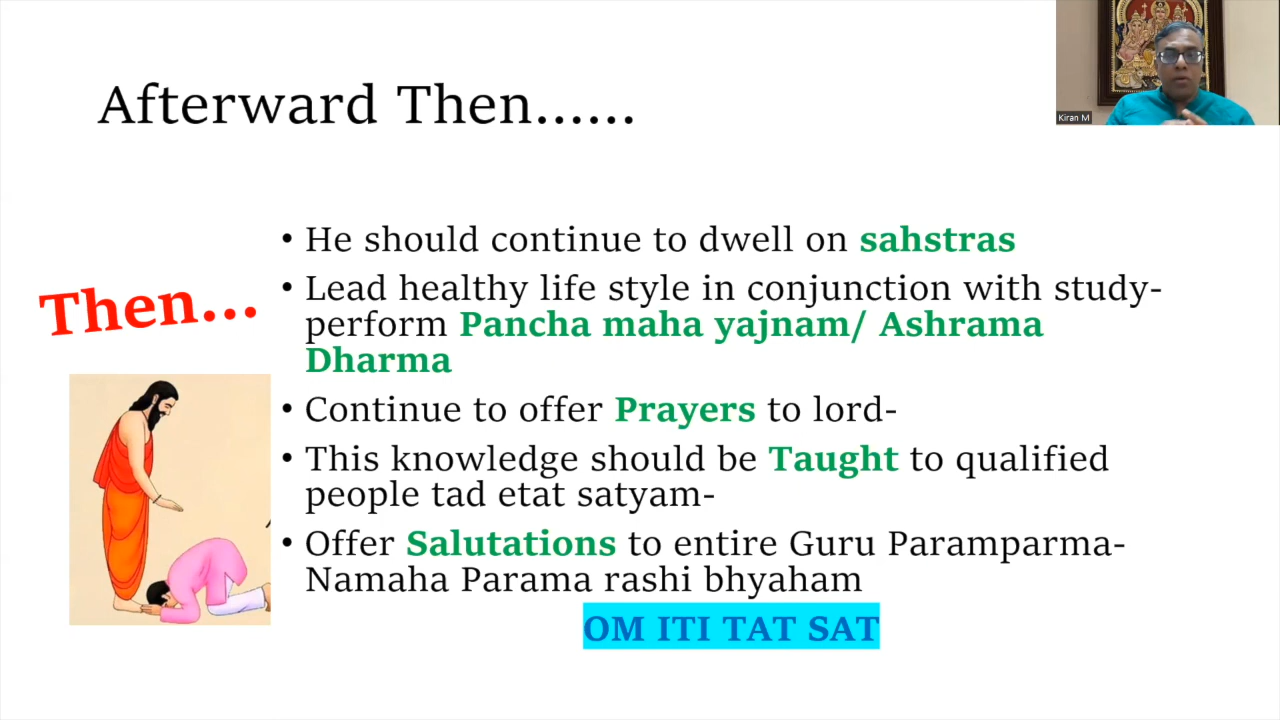 Afterward Then......
Kiran M
Then...
• He should continue to dwell on sahstras
• Lead healthy life style in conjunction with study-
perform Pancha maha yajnam/ Ashrama
Dharma
• Continue to offer Prayers to lord-
• This knowledge should be Taught to qualified
people tad etat satyam-
• Offer Salutations to entire Guru Paramparma-
Namaha Parama rashi bhyaham
OM ITI TAT SAT